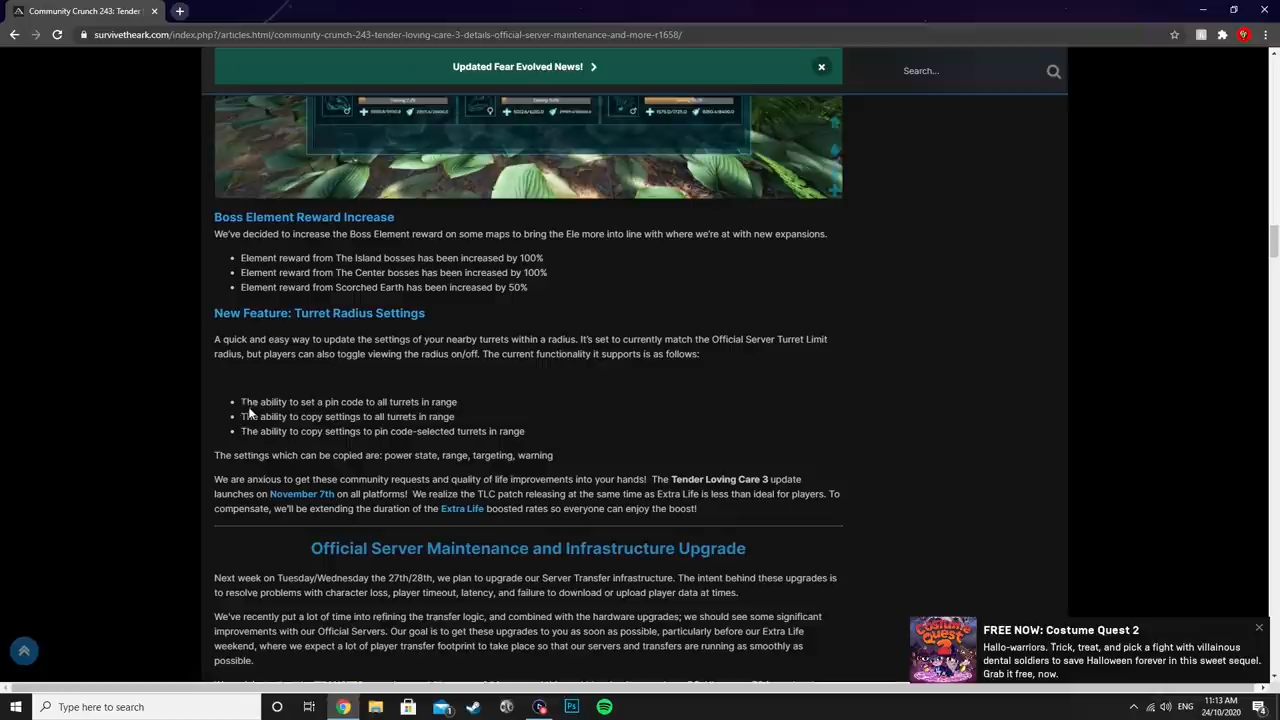 Community Crunch 243: Tender
survivetheark.com/index.php?/articles.html/community-crunch-243-tender-loving-care-3-details-official-server-maintenance-and-more-r1658/
Updated Fear Evolved News!
Search...
Boss Element Reward Increase
We've decided to increase the Boss Element reward on some maps to bring the Ele more into line with where we're at with new expansions.
• Element reward from The Island bosses has been increased by 100%
• Element reward from The Center bosses has been increased by 100%
• Element reward from Scorched Earth has been increased by 50%
New Feature: Turret Radius Settings
A quick and easy way to update the settings of your nearby turrets within a radius. It's set to currently match the Official Server Turret Limit
radius, but players can also toggle viewing the radius on/off. The current functionality it supports is as follows:
• The ability to set a pin code to all turrets in range
• The ability to copy settings to all turrets in range
• The ability to copy settings to pin code-selected turrets in range
The settings which can be copied are: power state, range, targeting, warning
We are anxious to get these community requests and quality of life improvements into your hands! The Tender Loving Care 3 update
launches on November 7th on all platforms! We realize the TLC patch releasing at the same time as Extra Life is less than ideal for players. To
compensate, we'll be extending the duration of the Extra Life boosted rates so everyone can enjoy the boost!
Official Server Maintenance and Infrastructure Upgrade
Next week on Tuesday/Wednesday the 27th/28th, we plan to upgrade our Server Transfer infrastructure. The intent behind these upgrades is
to resolve problems with character loss, player timeout, latency, and failure to download or upload player data at times.
We've recently put a lot of time into refining the transfer logic, and combined with the hardware upgrades; we should see some significant
improvements with our Official Servers. Our goal is to get these upgrades to you as soon as possible, particularly before our Extra Life
weekend, where we expect a lot of player transfer footprint to take place so that our servers and transfers are running as smoothly as
possible.
COSTUME QUEST 2
FREE NOW: Costume Quest 2
Hallo-warriors. Trick, treat, and pick a fight with villainous
dental soldiers to save Halloween forever in this sweet sequel.
Grab it free, now.
Type here to search
ENG
11:13 AM
24/10/2020